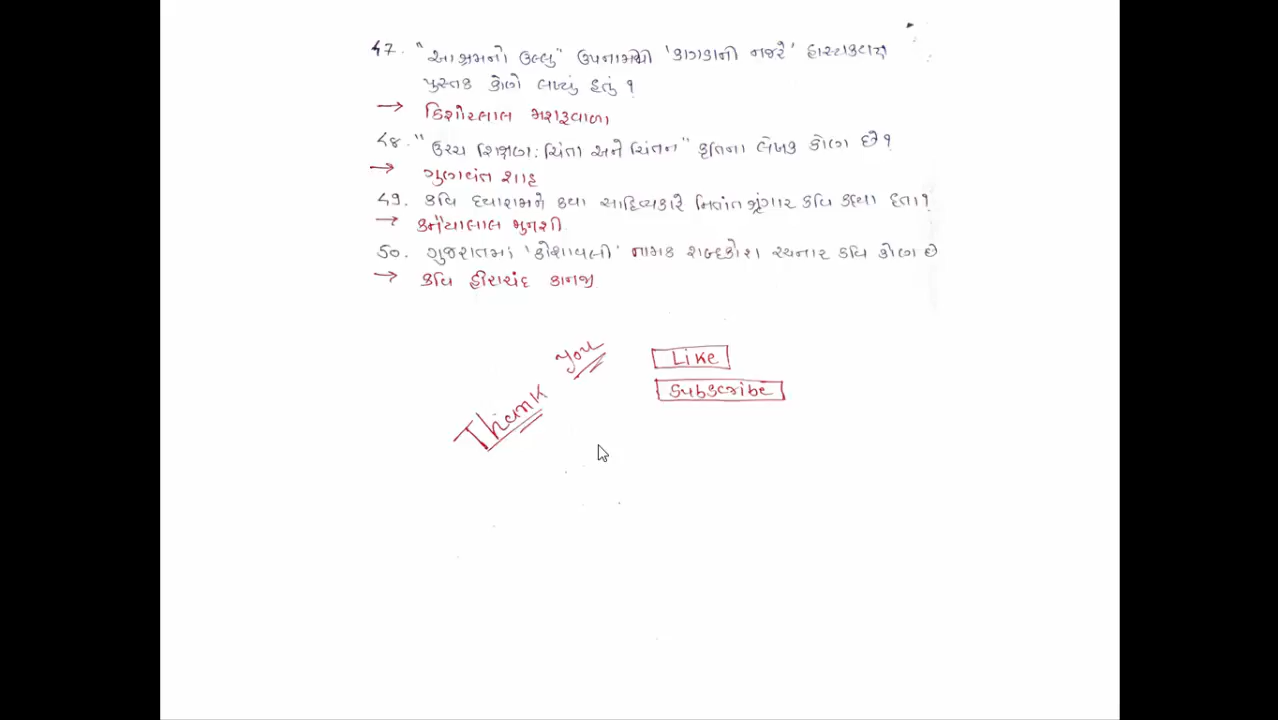 47. "આશ્રમનો ઉલ્લુ" ઉપનામથી 'કાગડાની નજરે' હાસ્યકટાક્ષ
પુસ્તક કોણે લખ્યું હતું ?
→ કિશોરલાલ મશરૂવાળા
48. "ઉચ્ચ શિક્ષણ : ચિંતા અને ચિંતન" કૃતિના લેખક કોણ છે ?
→ ગુણવંત શાહ
49. કવિ દયારામને કયા સાહિત્યકારે નિતાંત શૃંગાર કવિ કહ્યા હતા ?
→ કનૈયાલાલ મુનશી
50. ગુજરાતમાં 'કોશાવલી' નામક શબ્દકોશ રચનાર કવિ કોણ છે
→ કવિ હીરાચંદ કાનજી
Thank You
Like
Subscribe